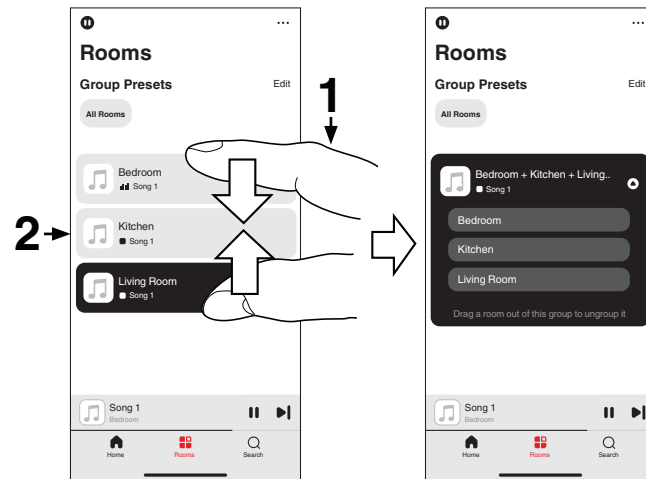 Rooms
Group Presets Edit
All Rooms
1
Bedroom
Song 1
2
Kitchen
Song 1
Living Room
Song 1
Song 1
Bedroom
Home Rooms Search
Rooms
Group Presets Edit
All Rooms
Bedroom + Kitchen + Living..
Song 1
Bedroom
Kitchen
Living Room
Drag a room out of this group to ungroup it
Song 1
Bedroom
Home Rooms Search